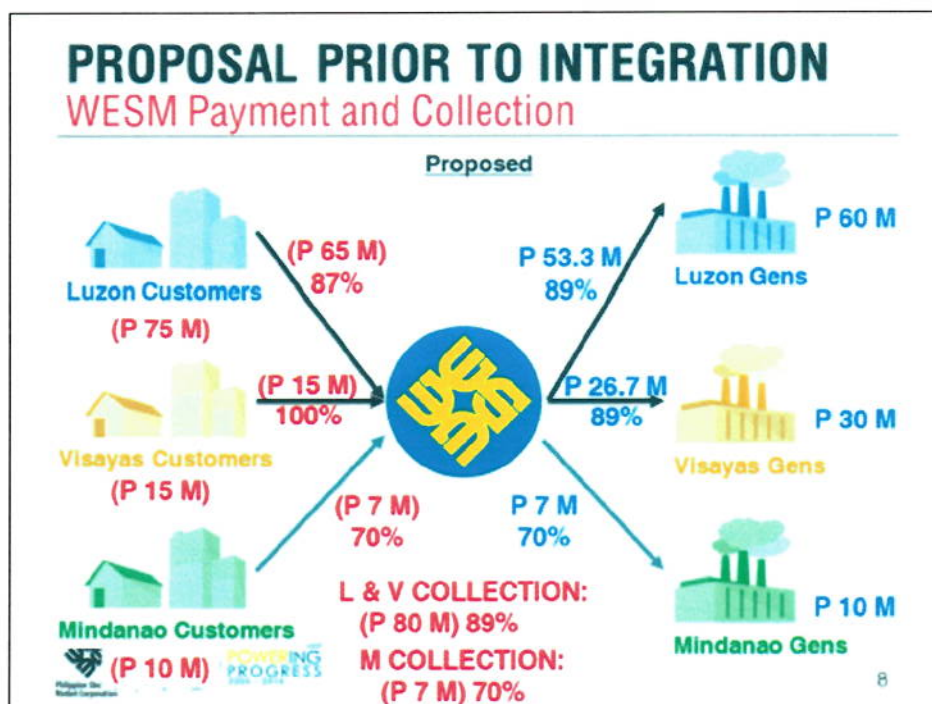 PROPOSAL PRIOR TO INTEGRATION
WESM Payment and Collection
Proposed
Luzon Customers
(P 75 M)
(P 65 M)
87%
P 53.3 M
89%
P 60 M
Luzon Gens
Visayas Customers
(P 15 M)
(P 15 M)
100%
P 26.7 M
89%
P 30 M
Visayas Gens
Mindanao Customers
(P 10 M)
(P 7 M)
70%
P 7 M
70%
P 10 M
Mindanao Gens
L & V COLLECTION:
(P 80 M) 89%
M COLLECTION:
(P 7 M) 70%
POWERING
PROGRESS
8